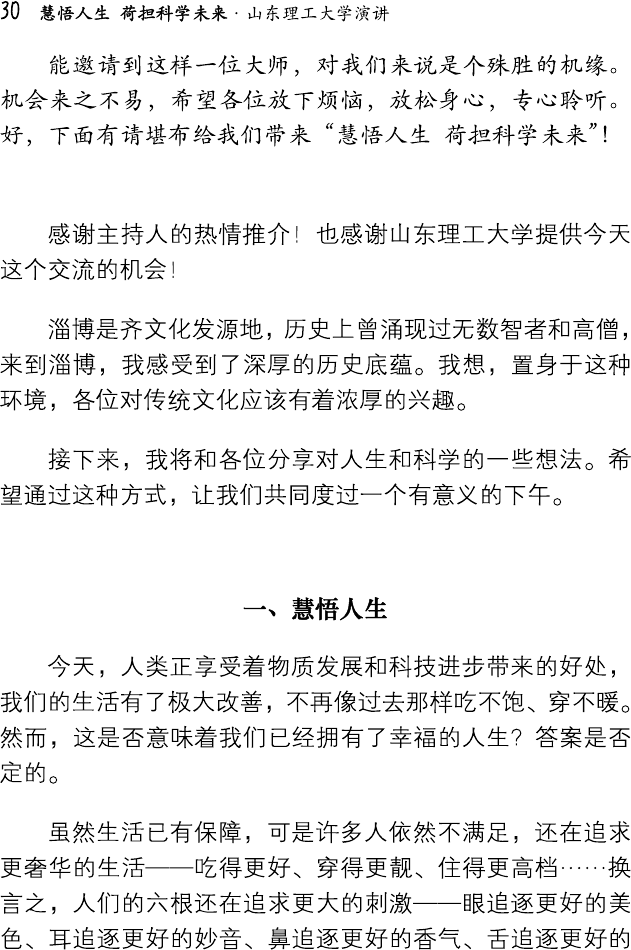 30 慧悟人生 荷担科学未来·山东理工大学演讲
能邀请到这样一位大师，对我们来说是个殊胜的机缘。
机会来之不易，希望各位放下烦恼，放松身心，专心聆听。
好，下面有请堪布给我们带来“慧悟人生 荷担科学未来”！
感谢主持人的热情推介！也感谢山东理工大学提供今天
这个交流的机会！
淄博是齐文化发源地，历史上曾涌现过无数智者和高僧，
来到淄博，我感受到了深厚的历史底蕴。我想，置身于这种
环境，各位对传统文化应该有着浓厚的兴趣。
接下来，我将和各位分享对人生和科学的一些想法。希
望通过这种方式，让我们共同度过一个有意义的下午。
一、慧悟人生
今天，人类正享受着物质发展和科技进步带来的好处，
我们的生活有了极大改善，不再像过去那样吃不饱、穿不暖。
然而，这是否意味着我们已经拥有了幸福的人生？答案是否
定的。
虽然生活已有保障，可是许多人依然不满足，还在追求
更奢华的生活——吃得更好、穿得更靓、住得更高档……换
言之，人们的六根还在追求更大的刺激——眼追逐更好的美
色、耳追逐更好的妙音、鼻追逐更好的香气、舌追逐更好的